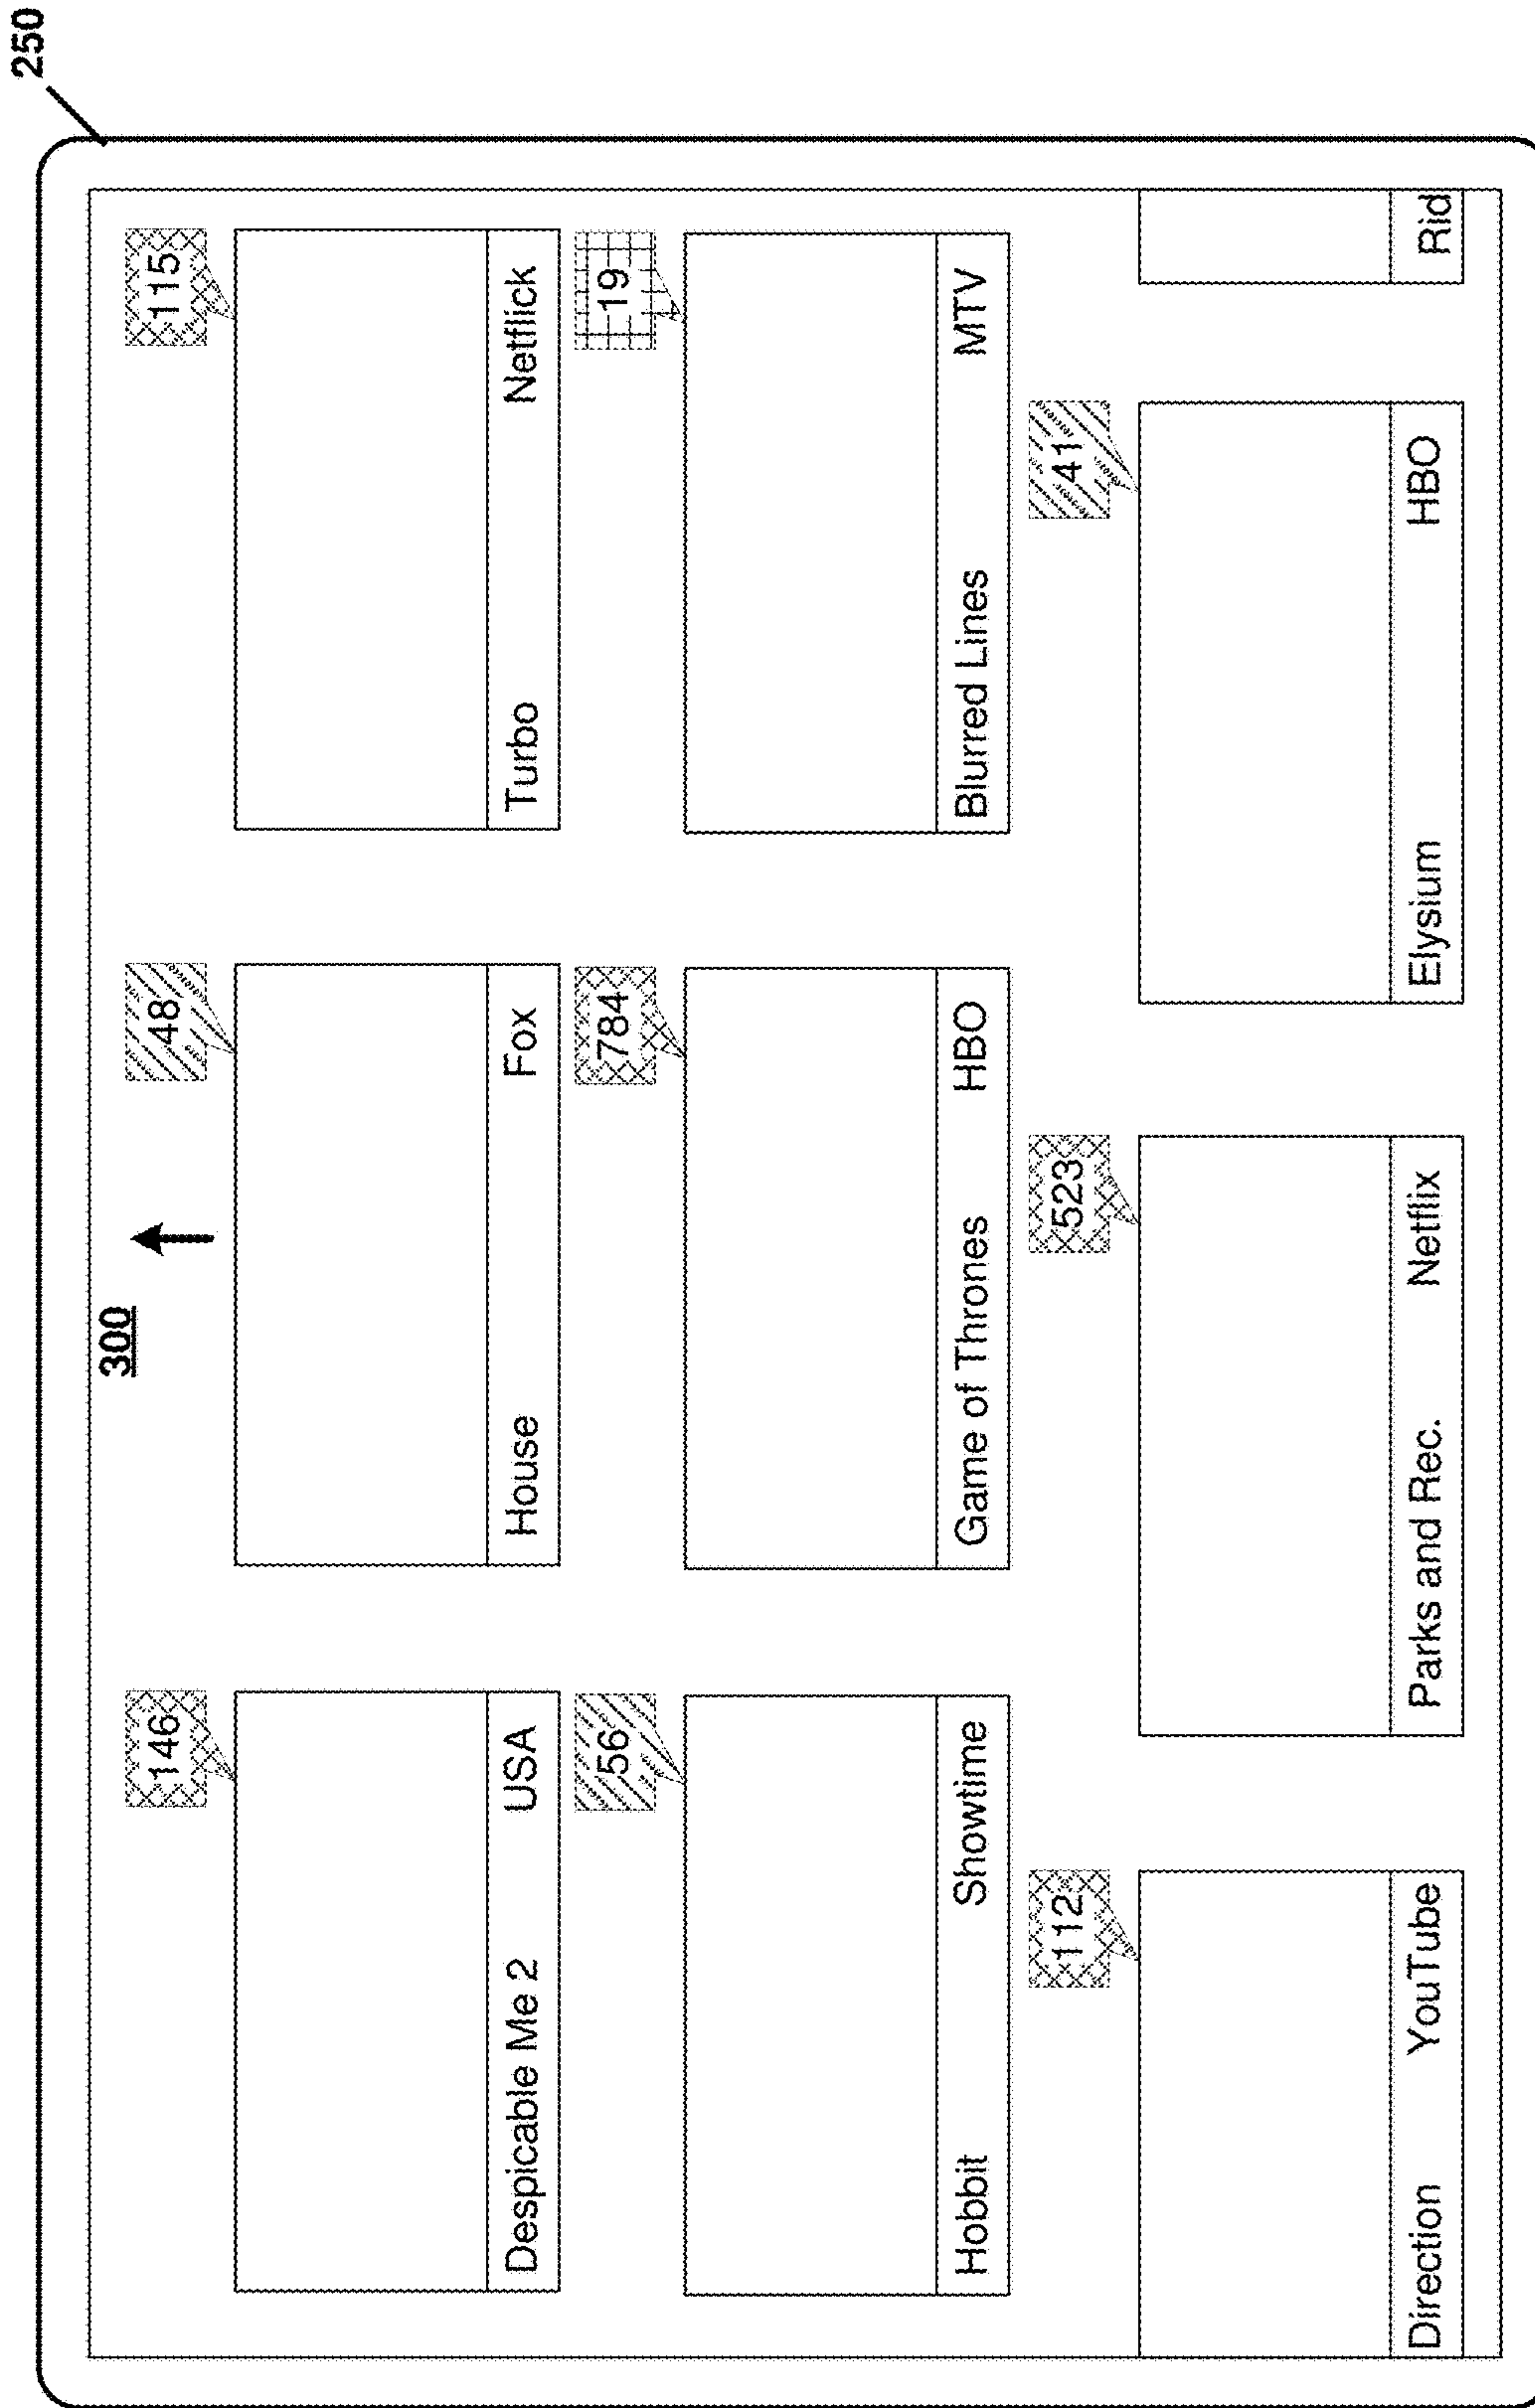 250
300
146
48
115
Despicable Me 2 USA
House Fox
Turbo Netflick
56
784
19
Hobbit Showtime
Game of Thrones HBO
Blurred Lines MTV
112
523
41
Direction YouTube
Parks and Rec. Netflix
Elysium HBO
Rid